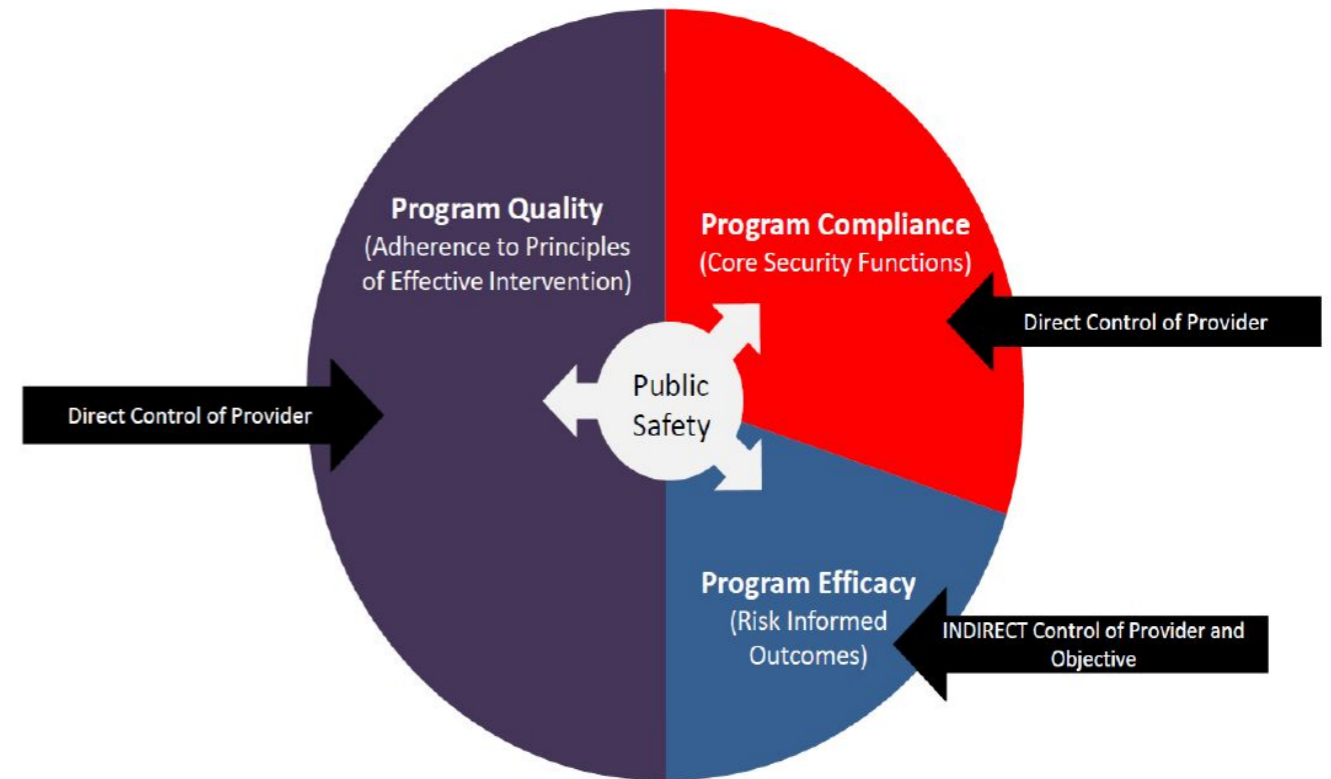 Program Quality
(Adherence to Principles
of Effective Intervention)
Program Compliance
(Core Security Functions)
Direct Control of Provider
Direct Control of Provider
Public
Safety
Program Efficacy
(Risk Informed
Outcomes)
INDIRECT Control of Provider and
Objective